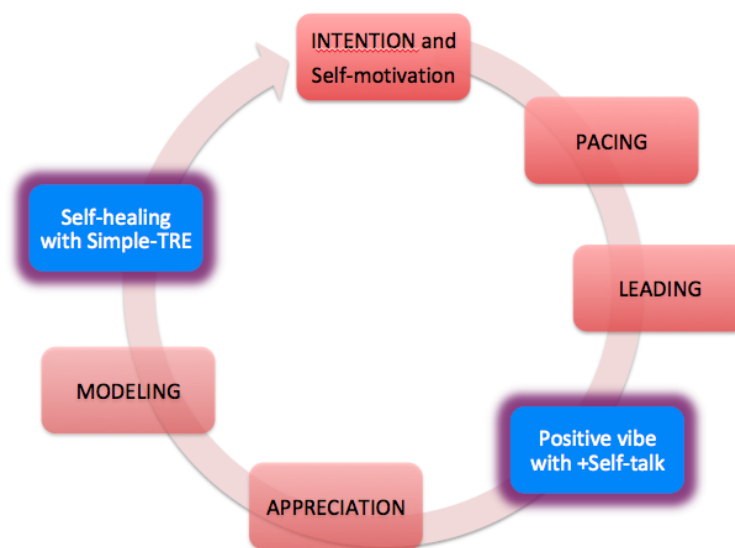 INTENTION and
Self-motivation
PACING
LEADING
Positive vibe
with +Self-talk
APPRECIATION
MODELING
Self-healing
with Simple-TRE